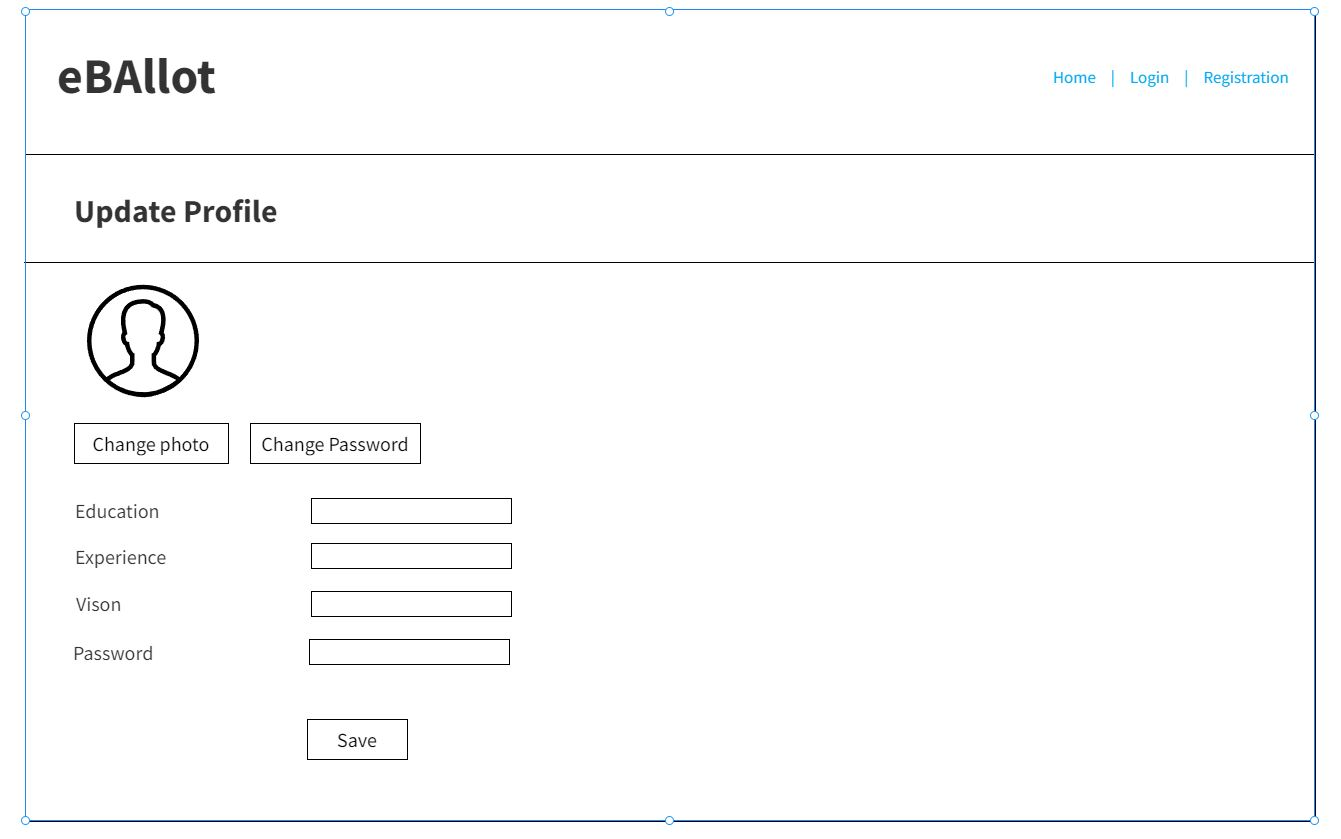 eBAllot
Home | Login | Registration
Update Profile
Change photo Change Password
Education
Experience
Vison
Password
Save